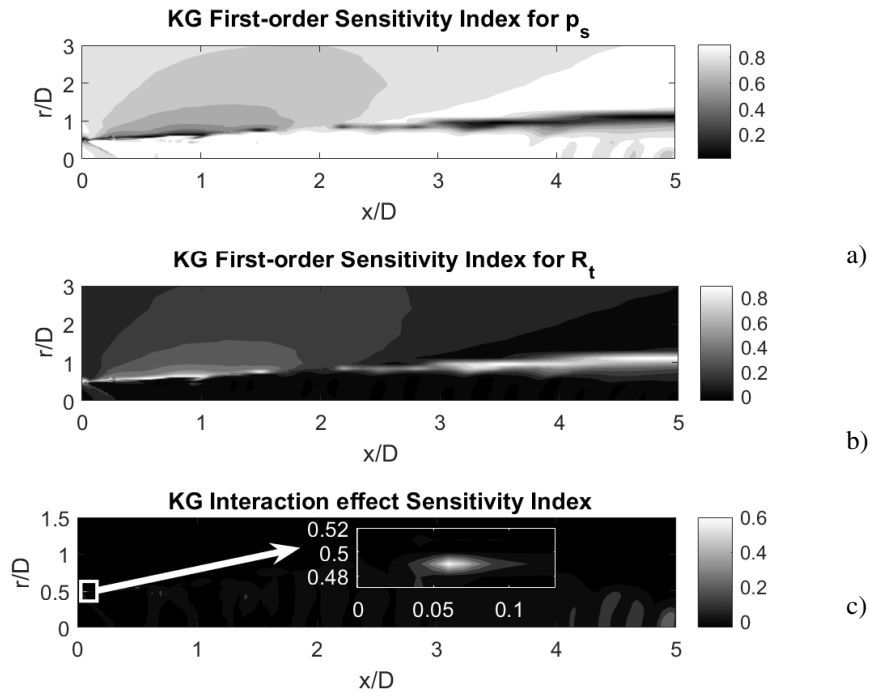 KG First-order Sensitivity Index for p_s
3
2
1
0
r/D
0 1 2 3 4 5
x/D
0.8
0.6
0.4
0.2
a)
KG First-order Sensitivity Index for R_t
3
2
1
0
r/D
0 1 2 3 4 5
x/D
0.8
0.6
0.4
0.2
0
b)
KG Interaction effect Sensitivity Index
1.5
1
0.5
0
r/D
0.52
0.5
0.48
0 0.05 0.1
0 1 2 3 4 5
x/D
0.6
0.4
0.2
0
c)